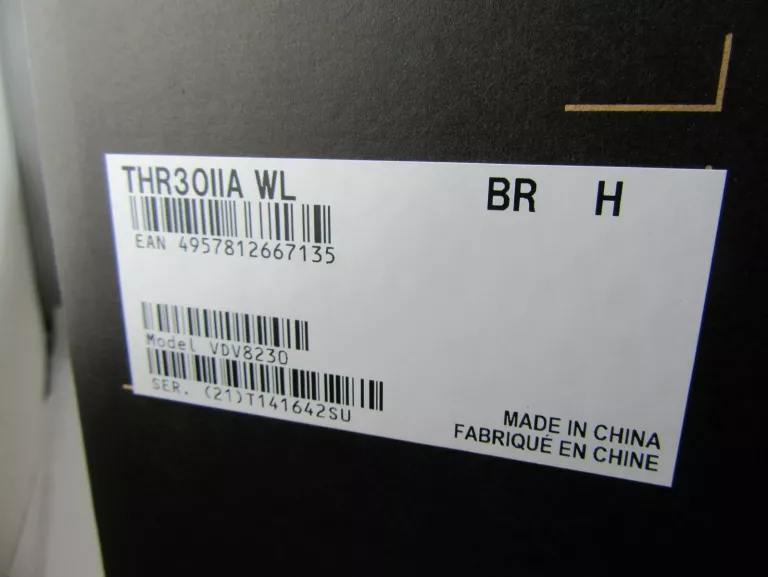 THR30IIA WL
BR H
EAN 4957812667135
Model VDV8230
SER. (21)T141642SU
MADE IN CHINA
FABRIQUÉ EN CHINE